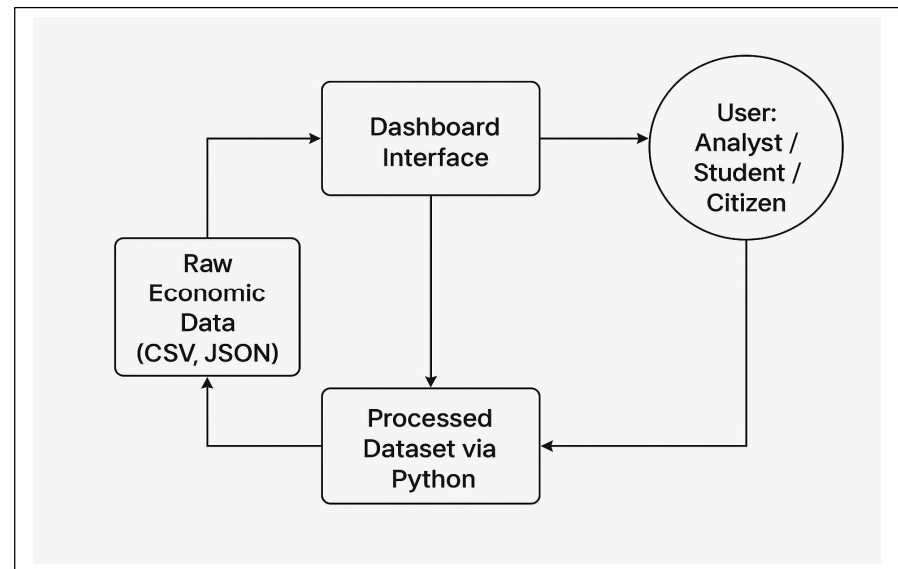 Dashboard
Interface
User:
Analyst /
Student /
Citizen
Raw
Economic
Data
(CSV, JSON)
Processed
Dataset via
Python